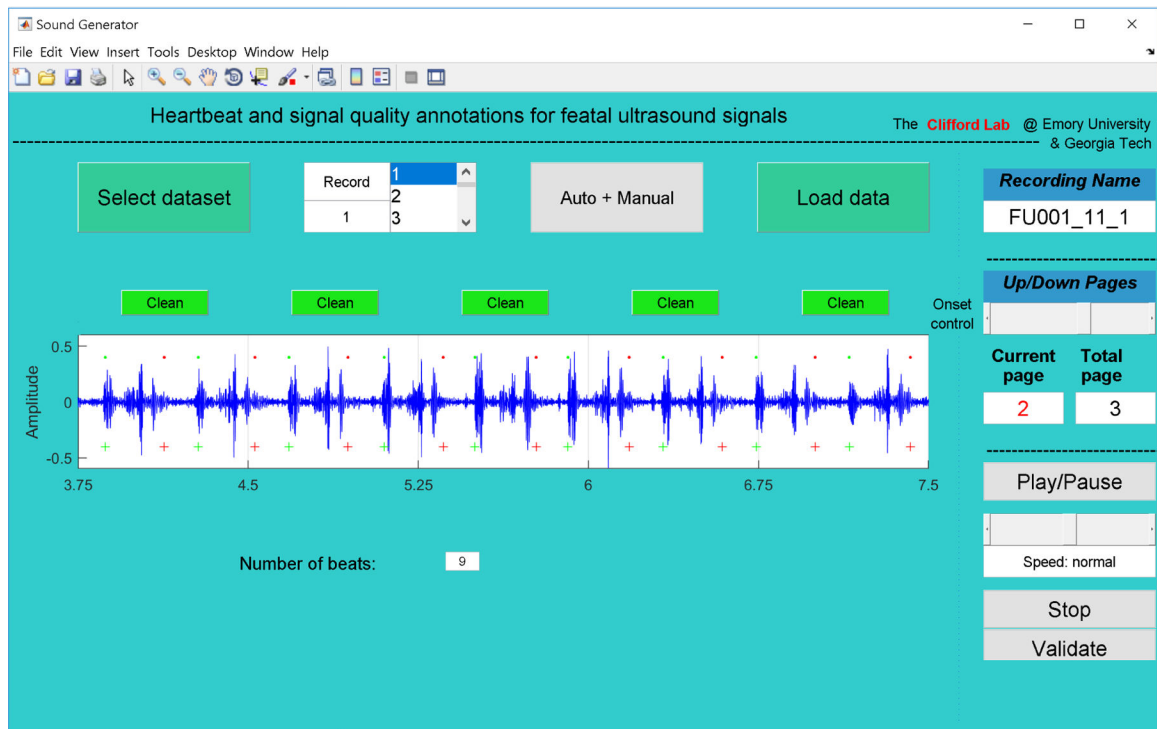 Sound Generator
File Edit View Insert Tools Desktop Window Help
Heartbeat and signal quality annotations for featal ultrasound signals
The Clifford Lab @ Emory University
& Georgia Tech
Select dataset
Record
1
1
2
3
Auto + Manual
Load data
Recording Name
FU001_11_1
Up/Down Pages
Clean Clean Clean Clean Clean
Onset
control
Amplitude
0.5
0
-0.5
3.75 4.5 5.25 6 6.75 7.5
Current
page
Total
page
2 3
Play/Pause
Speed: normal
Number of beats: 9
Stop
Validate